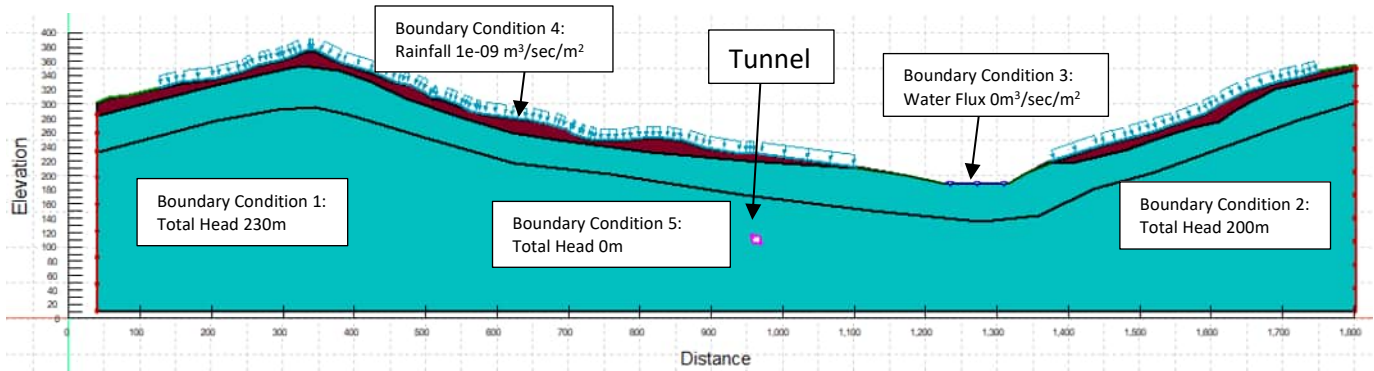 Boundary Condition 4:
Rainfall 1e-09 m³/sec/m²
Tunnel
Boundary Condition 3:
Water Flux 0m³/sec/m²
Boundary Condition 1:
Total Head 230m
Boundary Condition 5:
Total Head 0m
Boundary Condition 2:
Total Head 200m
Elevation
400
380
360
340
320
300
280
260
240
220
200
180
160
140
120
100
80
60
40
20
0
0 100 200 300 400 500 600 700 800 900 1,000 1,100 1,200 1,300 1,400 1,500 1,600 1,700 1,800
Distance